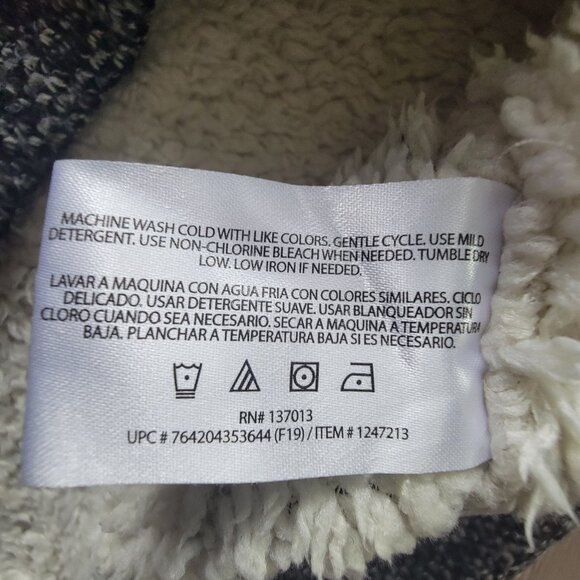 MACHINE WASH COLD WITH LIKE COLORS. GENTLE CYCLE. USE MILD
DETERGENT. USE NON-CHLORINE BLEACH WHEN NEEDED. TUMBLE DRY
LOW. LOW IRON IF NEEDED.
LAVAR A MAQUINA CON AGUA FRIA CON COLORES SIMILARES. CICLO
DELICADO. USAR DETERGENTE SUAVE. USAR BLANQUEADOR SIN
CLORO CUANDO SEA NECESARIO. SECAR A MAQUINA A TEMPERATURA
BAJA. PLANCHAR A TEMPERATURA BAJA SI ES NECESARIO.
RN# 137013
UPC # 764204353644 (F19) / ITEM # 1247213